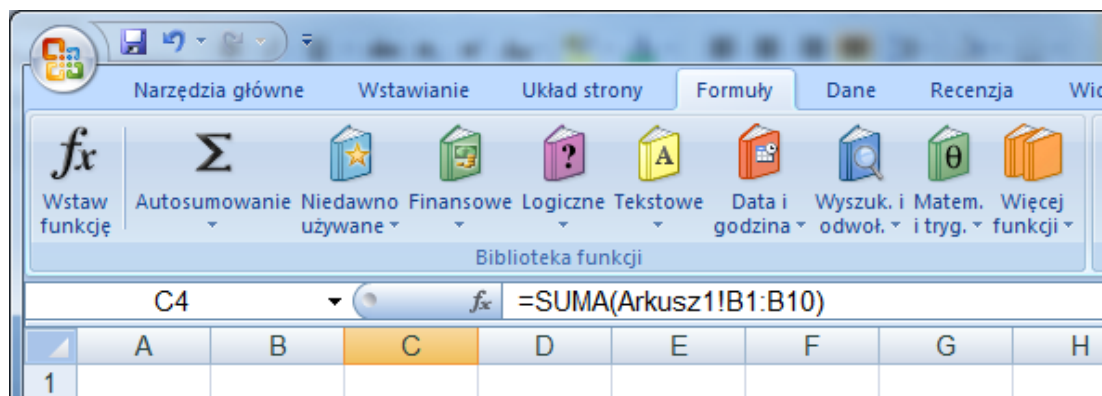 Narzędzia główne Wstawianie Układ strony Formuły Dane Recenzja
fx Σ ? A θ
Wstaw funkcję Autosumowanie Niedawno używane Finansowe Logiczne Tekstowe Data i godzina Wyszuk. i odwoł. Matem. i tryg. Więcej funkcji
Biblioteka funkcji
C4 fx =SUMA(Arkusz1!B1:B10)
A B C D E F G H
1